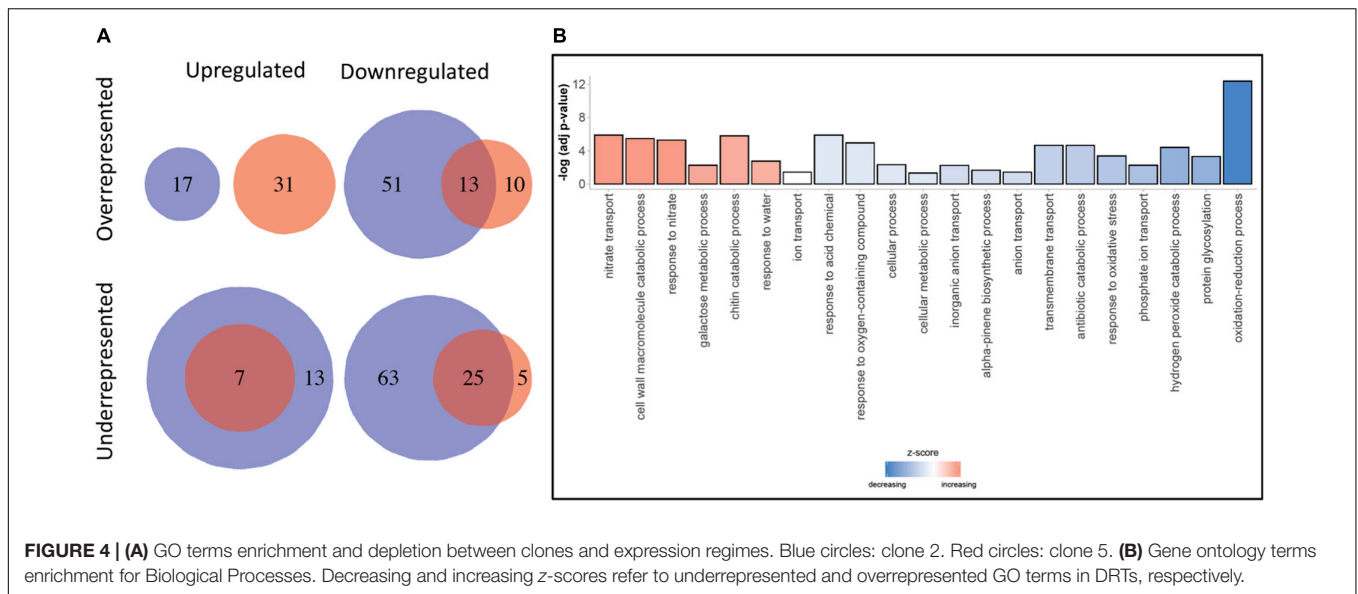 A
Upregulated
Downregulated
Overrepresented
17
31
51
13
10
Underrepresented
7
13
63
25
5
B
-log (adj p-value)
12
8
4
0
nitrate transport
cell wall macromolecule catabolic process
response to nitrate
galactose metabolic process
chitin catabolic process
response to water
ion transport
response to acid chemical
response to oxygen-containing compound
cellular process
cellular metabolic process
inorganic anion transport
alpha-pinene biosynthetic process
anion transport
transmembrane transport
antibiotic catabolic process
response to oxidative stress
phosphate ion transport
hydrogen peroxide catabolic process
protein glycosylation
oxidation-reduction process
z-score
decreasing
increasing
FIGURE 4 | (A) GO terms enrichment and depletion between clones and expression regimes. Blue circles: clone 2. Red circles: clone 5. (B) Gene ontology terms
enrichment for Biological Processes. Decreasing and increasing z-scores refer to underrepresented and overrepresented GO terms in DRTs, respectively.